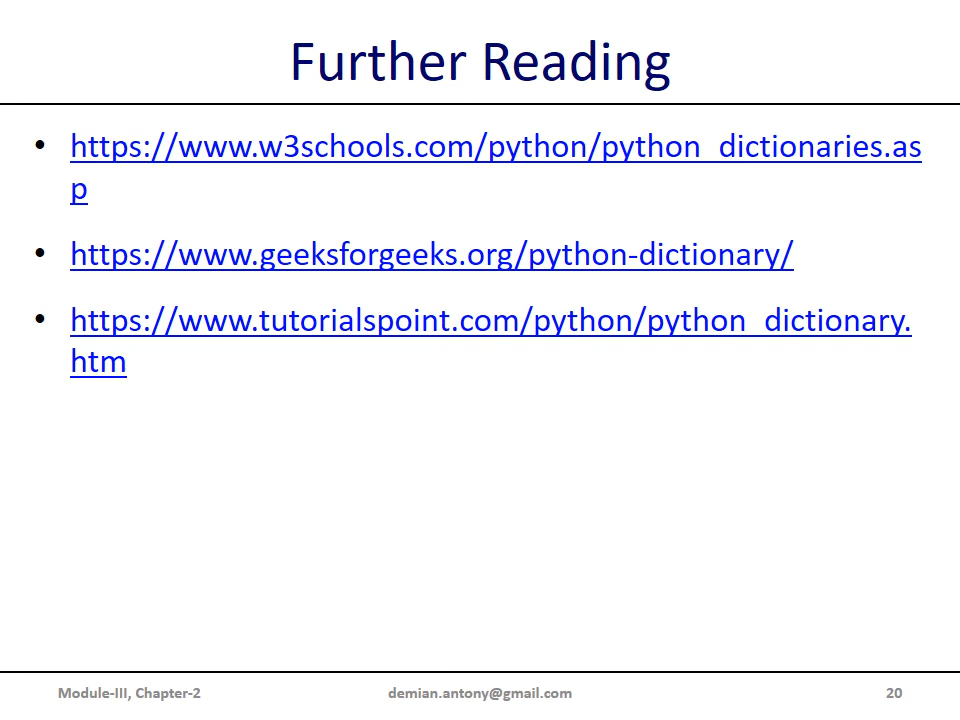 Further Reading
• https://www.w3schools.com/python/python_dictionaries.as
p
• https://www.geeksforgeeks.org/python-dictionary/
• https://www.tutorialspoint.com/python/python_dictionary.
htm
Module-III, Chapter-2
demian.antony@gmail.com
20